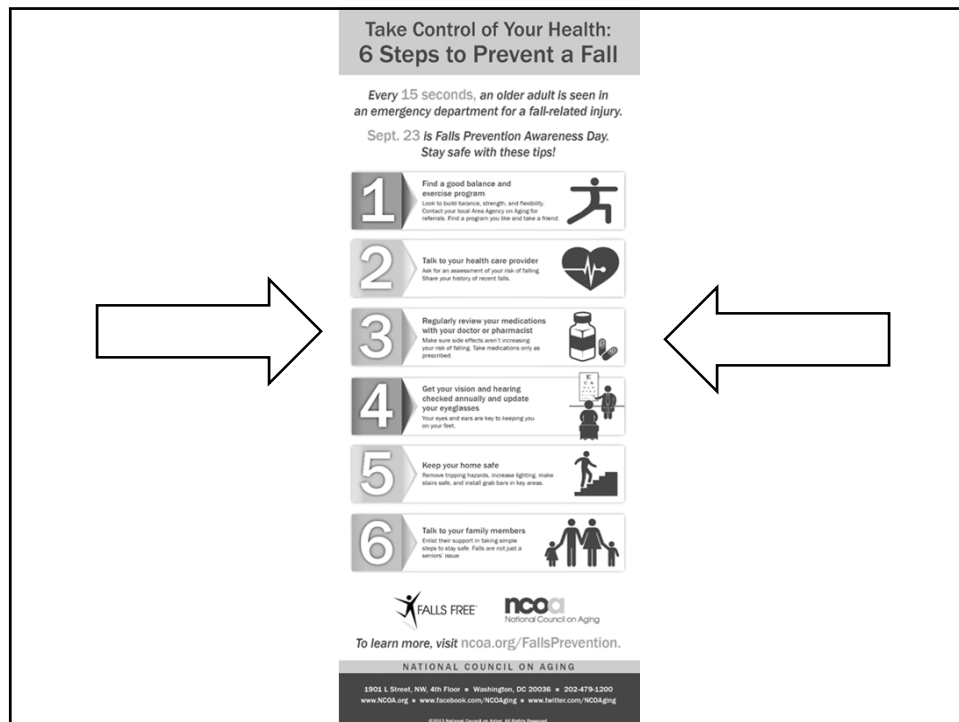 Take Control of Your Health:
6 Steps to Prevent a Fall
Every 15 seconds, an older adult is seen in
an emergency department for a fall-related injury.
Sept. 23 is Falls Prevention Awareness Day.
Stay safe with these tips!
1
Find a good balance and
exercise program
Look to build balance, strength, and flexibility.
Contact your local Area Agency on Aging for
referrals. Find a program you like and take a friend.
2
Talk to your health care provider
Ask for an assessment of your risk of falling.
Share your history of recent falls.
3
Regularly review your medications
with your doctor or pharmacist
Make sure side effects aren't increasing
your risk of falling. Take medications only as
prescribed.
4
Get your vision and hearing
checked annually and update
your eyeglasses
Your eyes and ears are key to keeping you
on your feet.
E
C A
5
Keep your home safe
Remove tripping hazards, increase lighting, make
stairs safe, and install grab bars in key areas.
6
Talk to your family members
Enlist their support in taking simple
steps to stay safe. Falls are not just a
seniors' issue.
FALLS FREE
ncoa
National Council on Aging
To learn more, visit ncoa.org/FallsPrevention.
NATIONAL COUNCIL ON AGING
1901 L Street, NW, 4th Floor ■ Washington, DC 20036 ■ 202-479-1200
www.NCOA.org ■ www.facebook.com/NCOAging ■ www.twitter.com/NCOAging
©2013 National Council on Aging. All Rights Reserved.